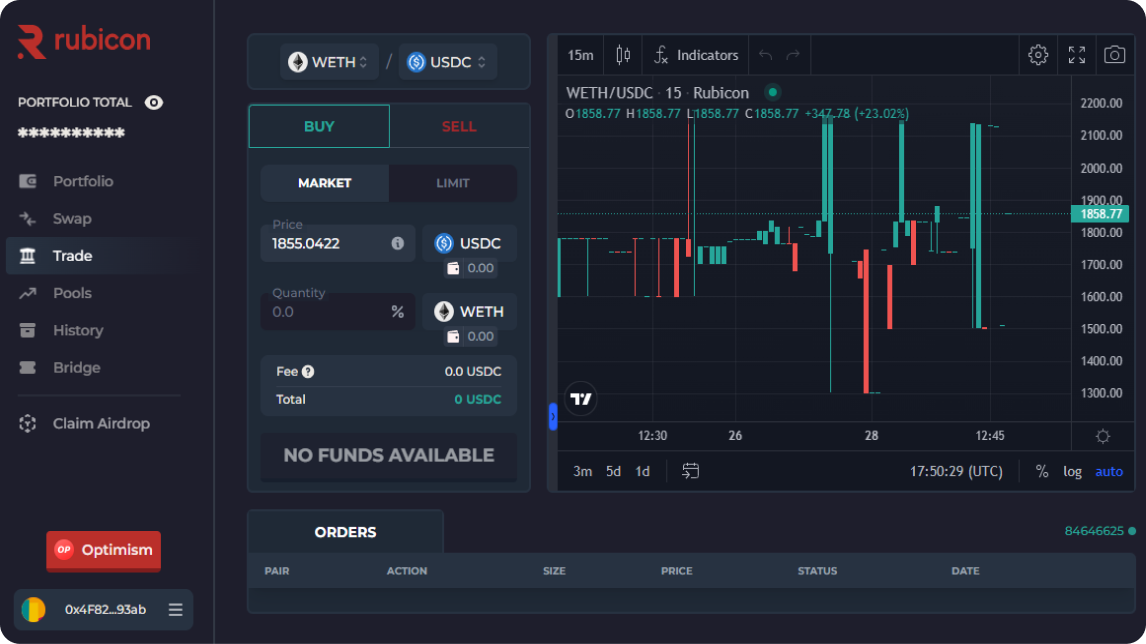 rubicon
PORTFOLIO TOTAL
**********
Portfolio
Swap
Trade
Pools
History
Bridge
Claim Airdrop
OP Optimism
0x4F82...93ab
WETH / USDC
BUY SELL
MARKET LIMIT
Price
1855.0422 USDC
0.00
Quantity
0.0 % WETH
0.00
Fee ? 0.0 USDC
Total 0 USDC
NO FUNDS AVAILABLE
15m Indicators
WETH/USDC · 15 · Rubicon
O1858.77 H1858.77 L1858.77 C1858.77 +347.78 (+23.02%)
2200.00
2100.00
2000.00
1900.00
1858.77
1800.00
1700.00
1600.00
1500.00
1400.00
1300.00
12:30 26 28 12:45
3m 5d 1d 17:50:29 (UTC) % log auto
ORDERS
84646625
PAIR ACTION SIZE PRICE STATUS DATE